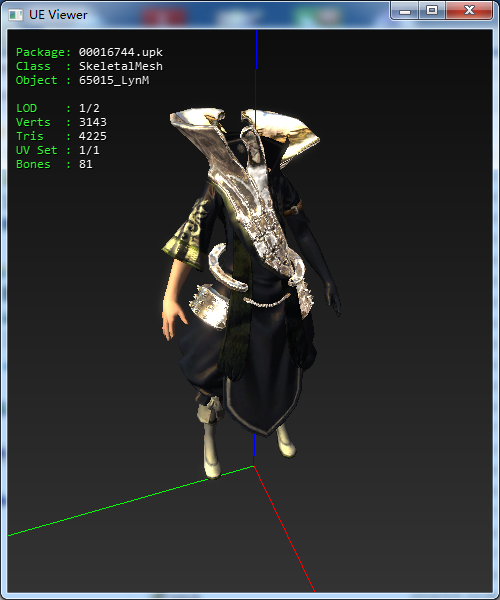 UE Viewer
Package: 00016744.upk
Class  : SkeletalMesh
Object : 65015_LynM
LOD    : 1/2
Verts  : 3143
Tris   : 4225
UV Set : 1/1
Bones  : 81